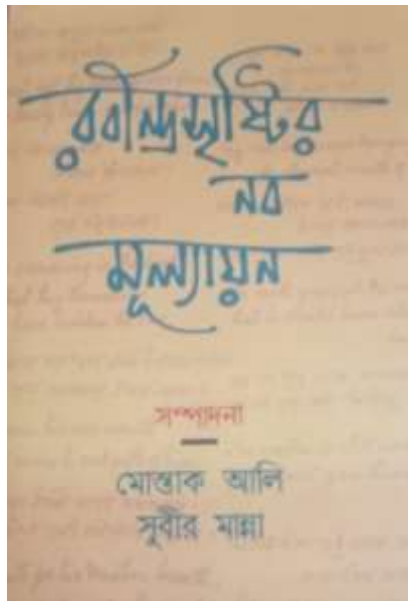 রবীন্দ্রসৃষ্টির
নব
মূল্যায়ন
সম্পাদনা
মোস্তাক আলি
সুবীর মান্না